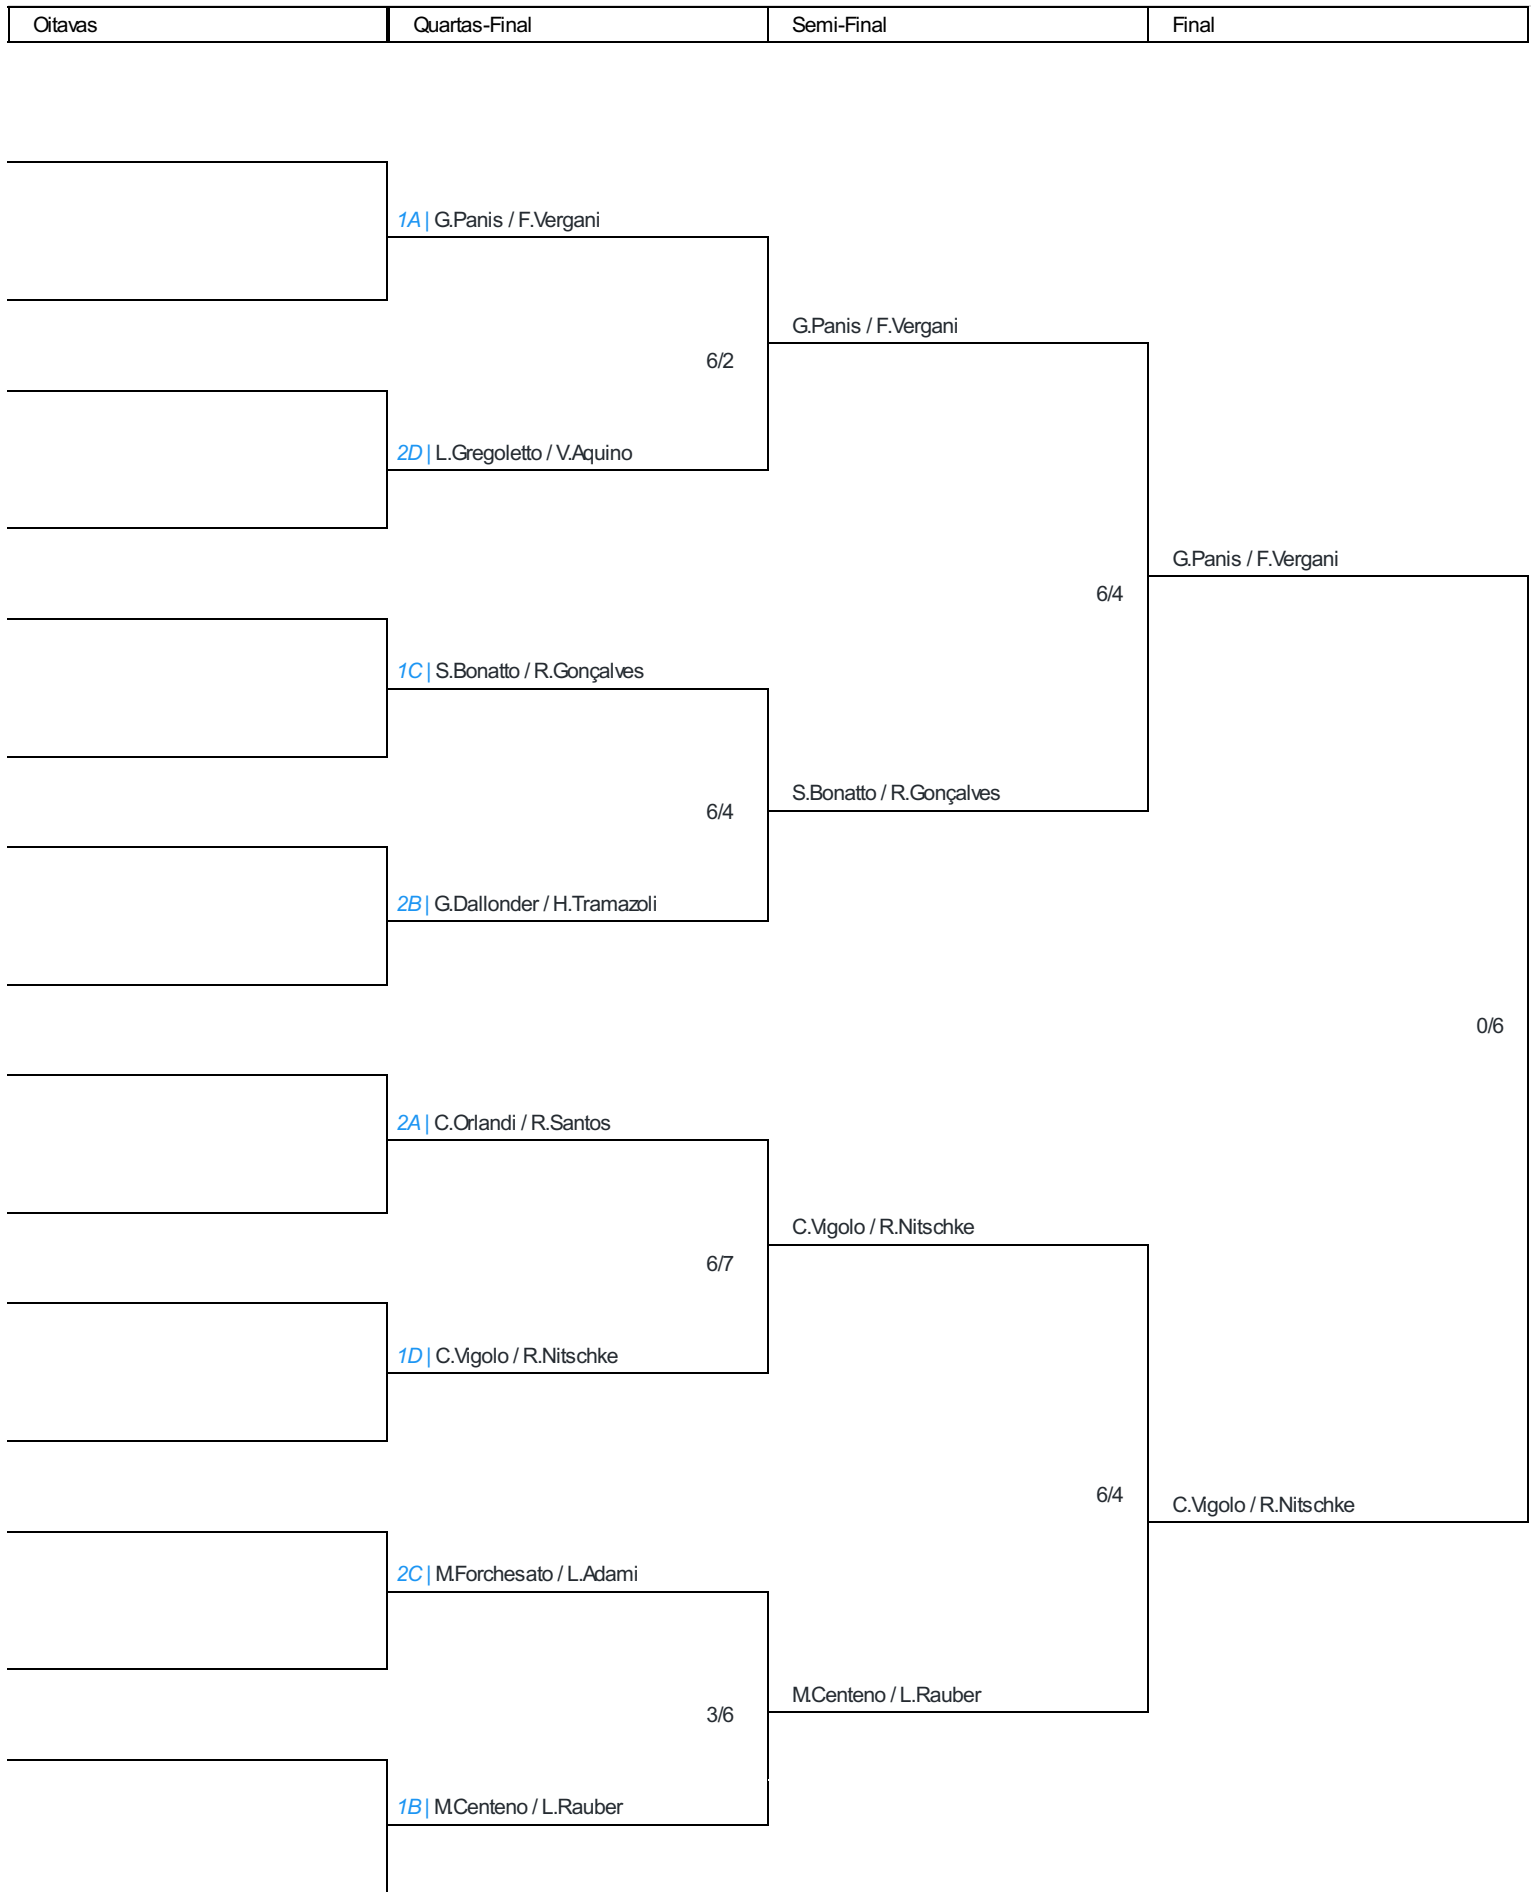 Oitavas
Quartas-Final
Semi-Final
Final
1A | G.Panis / F.Vergani
G.Panis / F.Vergani
6/2
2D | L.Gregoletto / V.Aquino
G.Panis / F.Vergani
6/4
1C | S.Bonatto / R.Gonçalves
S.Bonatto / R.Gonçalves
6/4
2B | G.Dallonder / H.Tramazoli
0/6
2A | C.Orlandi / R.Santos
C.Vigolo / R.Nitschke
6/7
1D | C.Vigolo / R.Nitschke
6/4
C.Vigolo / R.Nitschke
2C | M.Forchesato / L.Adami
M.Centeno / L.Rauber
3/6
1B | M.Centeno / L.Rauber